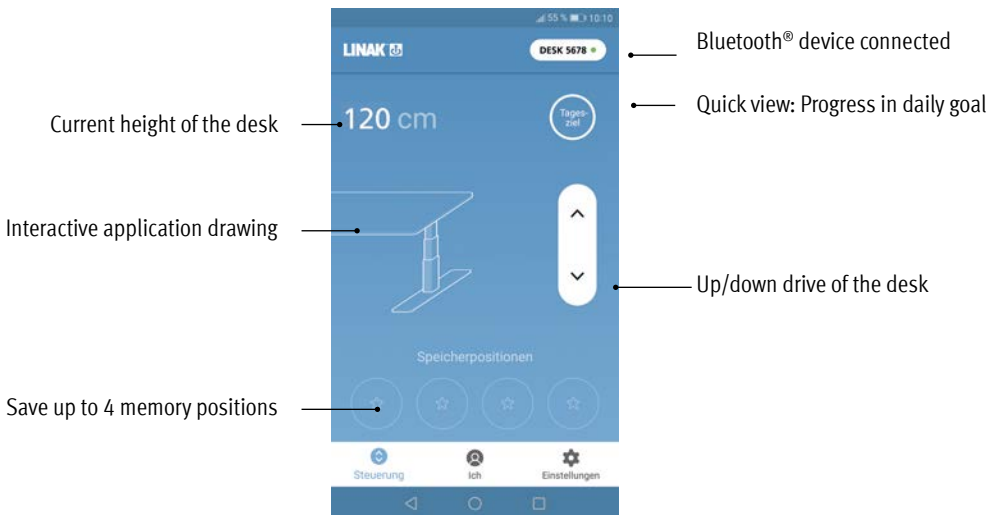 55 % 10:10
LINAK
DESK 5678
Bluetooth® device connected
Quick view: Progress in daily goal
Current height of the desk
120 cm
Tages-
ziel
Interactive application drawing
Up/down drive of the desk
Speicherpositionen
Save up to 4 memory positions
Steuerung
Ich
Einstellungen